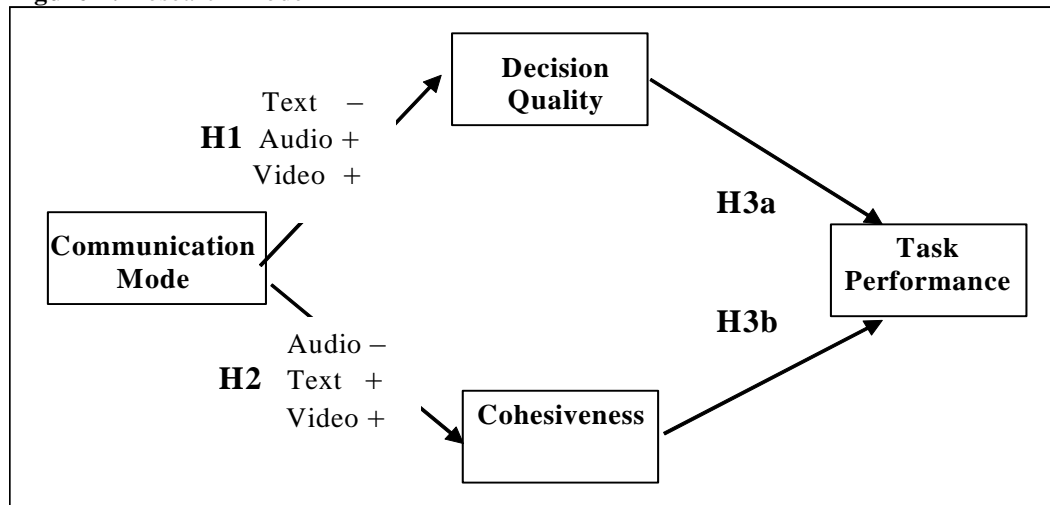 Decision
Quality
Text −
H1 Audio +
Video +
H3a
Communication
Mode
Task
Performance
H3b
Audio −
H2 Text +
Video +
Cohesiveness